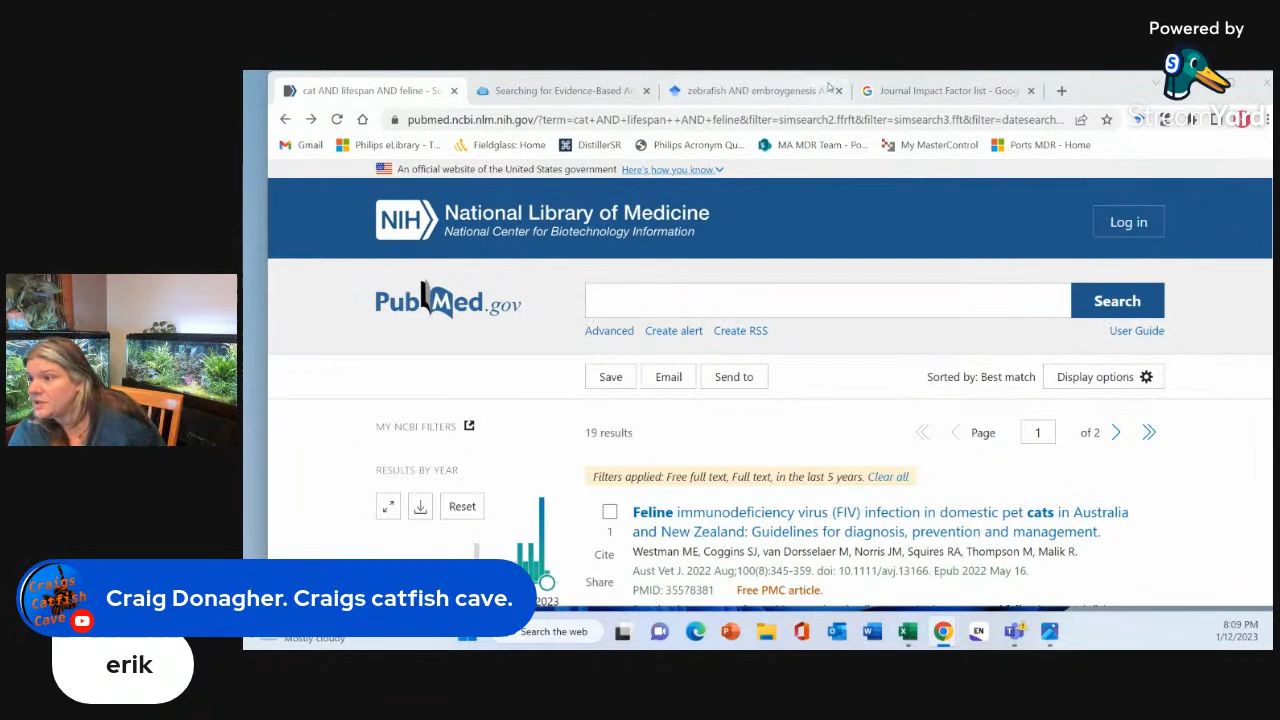 Powered by
StreamYard
cat AND lifespan AND feline - Se
Searching for Evidence-Based Ar
zebrafish AND embroygenesis A
Journal Impact Factor list - Goog
pubmed.ncbi.nlm.nih.gov/?term=cat+AND+lifespan++AND+feline&filter=simsearch2.ffrft&filter=simsearch3.fft&filter=datesearch...
Gmail
Philips eLibrary - T...
Fieldglass: Home
DistillerSR
Philips Acronym Qu...
MA MDR Team - Po...
My MasterControl
Ports MDR - Home
An official website of the United States government Here's how you know
NIH National Library of Medicine
National Center for Biotechnology Information
Log in
PubMed.gov
Search
Advanced Create alert Create RSS
User Guide
Save Email Send to
Sorted by: Best match Display options
MY NCBI FILTERS
19 results
Page 1 of 2
RESULTS BY YEAR
Reset
Filters applied: Free full text, Full text, in the last 5 years. Clear all
Feline immunodeficiency virus (FIV) infection in domestic pet cats in Australia
and New Zealand: Guidelines for diagnosis, prevention and management.
1
Cite
Share
Westman ME, Coggins SJ, van Dorsselaer M, Norris JM, Squires RA, Thompson M, Malik R.
Aust Vet J. 2022 Aug;100(8):345-359. doi: 10.1111/avj.13166. Epub 2022 May 16.
PMID: 35578381 Free PMC article.
2023
Craigs
Catfish
Cave
Craig Donagher. Craigs catfish cave.
erik
Mostly cloudy
Search the web
EN
8:09 PM
1/12/2023